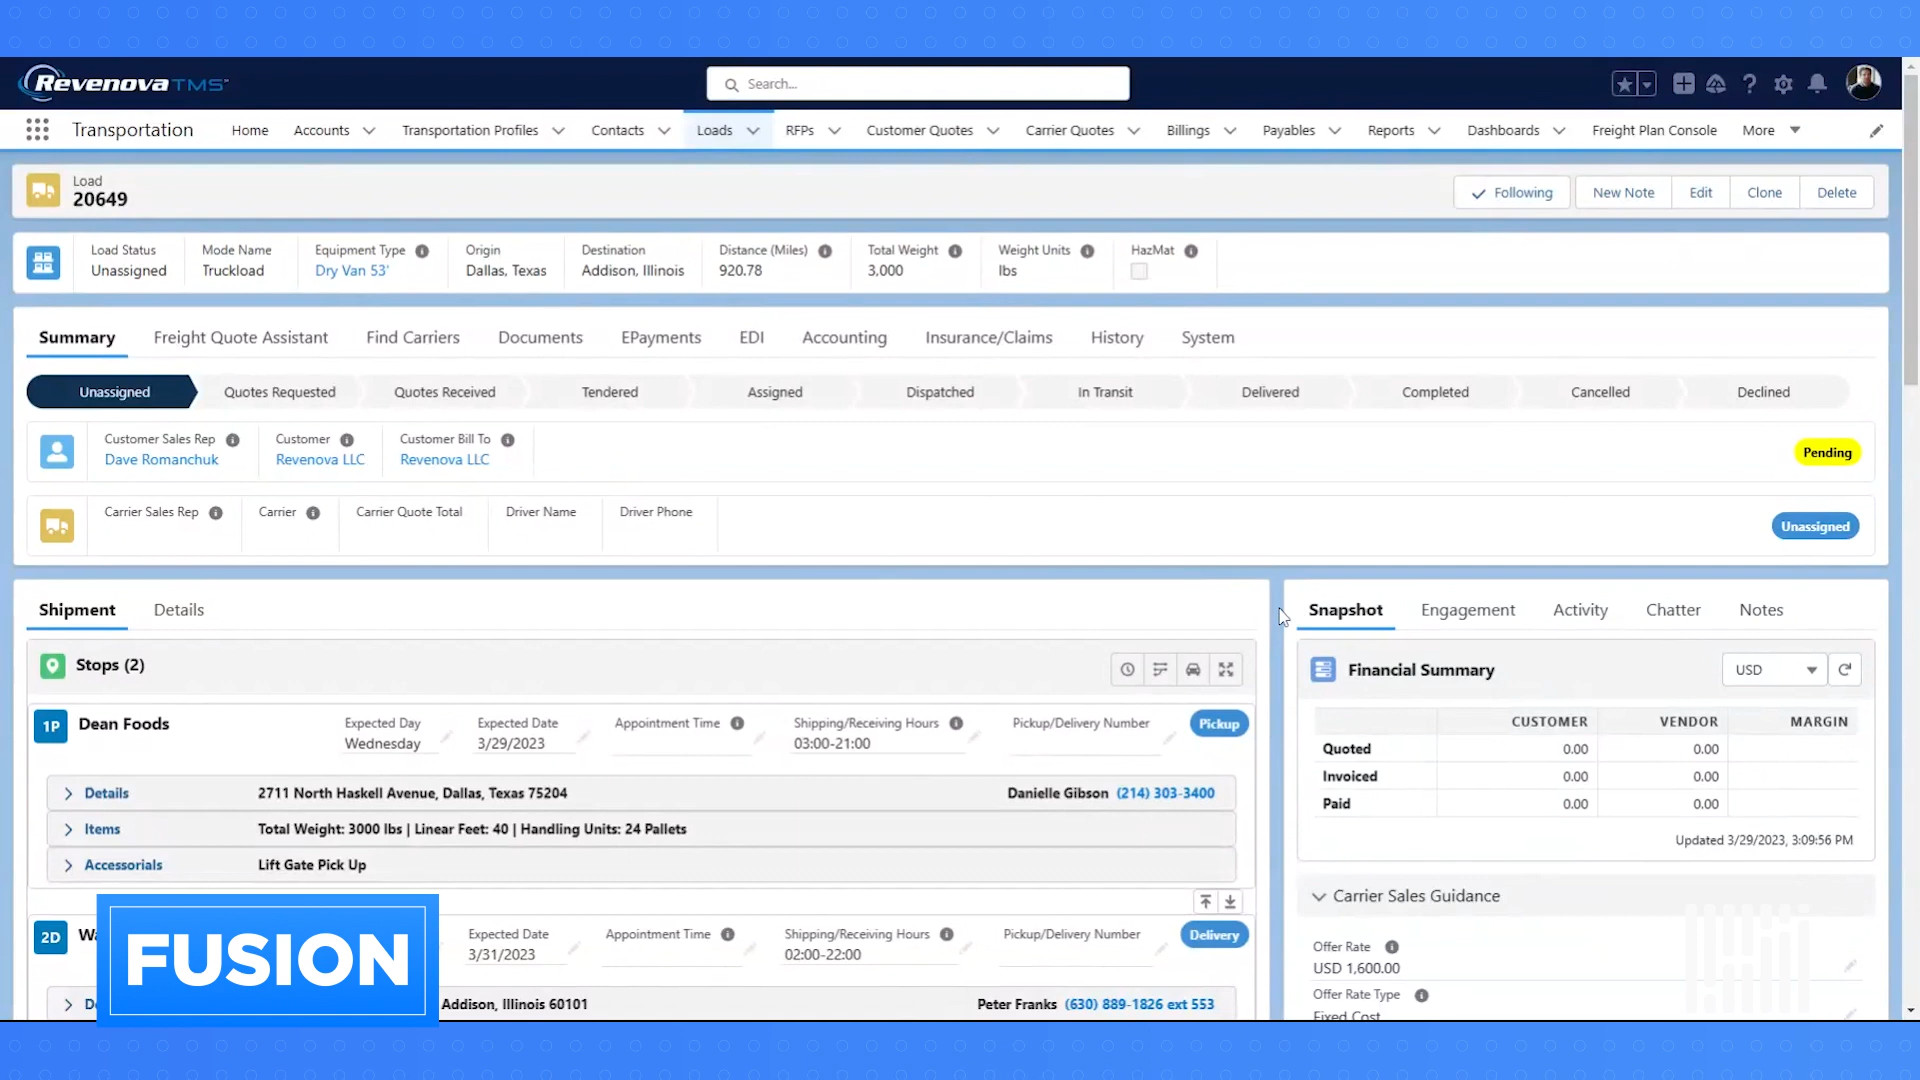 Revenova TMS
Search...
Transportation
Home
Accounts
Transportation Profiles
Contacts
Loads
RFPs
Customer Quotes
Carrier Quotes
Billings
Payables
Reports
Dashboards
Freight Plan Console
More
Load
20649
Following
New Note
Edit
Clone
Delete
Load Status
Unassigned
Mode Name
Truckload
Equipment Type
Dry Van 53'
Origin
Dallas, Texas
Destination
Addison, Illinois
Distance (Miles)
920.78
Total Weight
3,000
Weight Units
lbs
HazMat
Summary
Freight Quote Assistant
Find Carriers
Documents
EPayments
EDI
Accounting
Insurance/Claims
History
System
Unassigned
Quotes Requested
Quotes Received
Tendered
Assigned
Dispatched
In Transit
Delivered
Completed
Cancelled
Declined
Customer Sales Rep
Dave Romanchuk
Customer
Revenova LLC
Customer Bill To
Revenova LLC
Pending
Carrier Sales Rep
Carrier
Carrier Quote Total
Driver Name
Driver Phone
Unassigned
Shipment
Details
Stops (2)
1P
Dean Foods
Expected Day
Wednesday
Expected Date
3/29/2023
Appointment Time
Shipping/Receiving Hours
03:00-21:00
Pickup/Delivery Number
Pickup
Details
2711 North Haskell Avenue, Dallas, Texas 75204
Danielle Gibson (214) 303-3400
Items
Total Weight: 3000 lbs | Linear Feet: 40 | Handling Units: 24 Pallets
Accessorials
Lift Gate Pick Up
2D
Expected Date
3/31/2023
Appointment Time
Shipping/Receiving Hours
02:00-22:00
Pickup/Delivery Number
Delivery
Addison, Illinois 60101
Peter Franks (630) 889-1826 ext 553
FUSION
Snapshot
Engagement
Activity
Chatter
Notes
Financial Summary
USD
CUSTOMER VENDOR MARGIN
Quoted 0.00 0.00
Invoiced 0.00 0.00
Paid 0.00 0.00
Updated 3/29/2023, 3:09:56 PM
Carrier Sales Guidance
Offer Rate
USD 1,600.00
Offer Rate Type
Fixed Cost